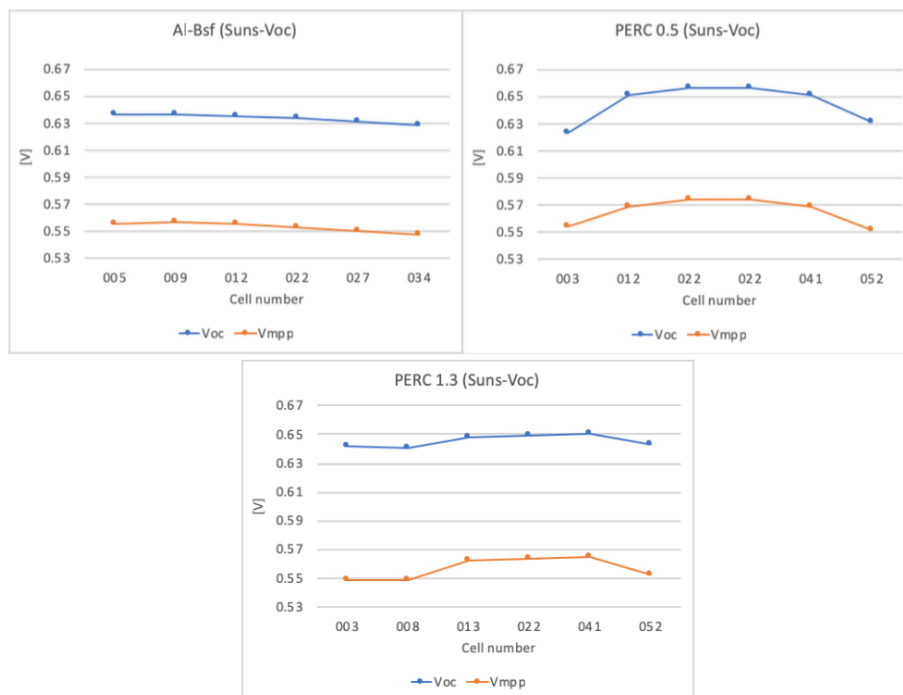 Al-Bsf (Suns-Voc)
0.67
0.65
0.63
0.61
0.59
0.57
0.55
0.53
[V]
005 009 012 022 027 034
Cell number
Voc Vmpp
PERC 0.5 (Suns-Voc)
0.67
0.65
0.63
0.61
0.59
0.57
0.55
0.53
[V]
003 012 022 022 041 052
Cell number
Voc Vmpp
PERC 1.3 (Suns-Voc)
0.67
0.65
0.63
0.61
0.59
0.57
0.55
0.53
[V]
003 008 013 022 041 052
Cell number
Voc Vmpp